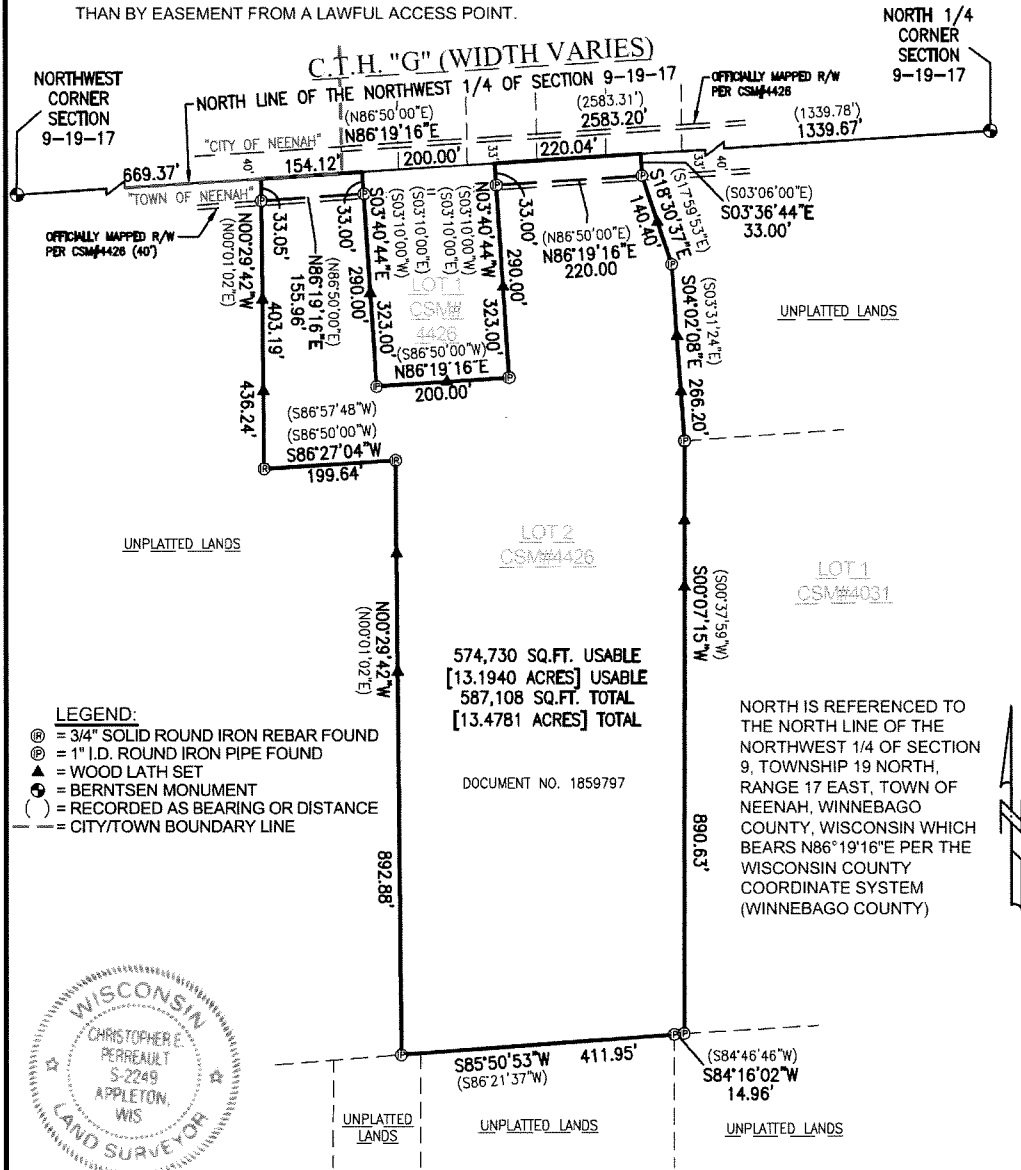 THAN BY EASEMENT FROM A LAWFUL ACCESS POINT.
NORTH 1/4
CORNER
SECTION
9-19-17
C.T.H. "G" (WIDTH VARIES)
NORTHWEST
CORNER
SECTION
9-19-17
NORTH LINE OF THE NORTHWEST 1/4 OF SECTION 9-19-17
OFFICIALLY MAPPED R/W
PER CSM#4426
(N86°50'00"E)
N86°19'16"E
(2583.31')
2583.20'
(1339.78')
1339.67'
"CITY OF NEENAH"
40'
669.37'
154.12'
200.00'
33'
220.04'
33'
40'
"TOWN OF NEENAH"
OFFICIALLY MAPPED R/W
PER CSM#4426 (40')
33.05'
33.00'
33.00'
(S03°06'00"E)
S03°36'44"E
33.00'
N00°29'42"W
(N00°01'02"E)
403.19'
436.24'
(N86°50'00"E)
N86°19'16"E
155.96'
S03°40'44"E
290.00'
323.00'
(S03°10'00"W)
(S03°10'00"E)
(S03°10'00"E)
(S03°10'00"W)
N03°40'44"W
290.00'
323.00'
(N86°50'00"E)
N86°19'16"E
220.00
S18°30'37"E
(S17°59'53"E)
140.40'
LOT 1
CSM#
4426
(S86°50'00"W)
N86°19'16"E
200.00'
S04°02'08"E
(S03°31'24"E)
266.20'
UNPLATTED LANDS
(S86°57'48"W)
(S86°50'00"W)
S86°27'04"W
199.64'
UNPLATTED LANDS
LOT 2
CSM#4426
LOT 1
CSM#4031
N00°29'42"W
(N00°01'02"E)
892.88'
S00°07'15"W
(S00°37'59"W)
890.63'
574,730 SQ.FT. USABLE
[13.1940 ACRES] USABLE
587,108 SQ.FT. TOTAL
[13.4781 ACRES] TOTAL
DOCUMENT NO. 1859797
LEGEND:
IR = 3/4" SOLID ROUND IRON REBAR FOUND
IP = 1" I.D. ROUND IRON PIPE FOUND
▲ = WOOD LATH SET
= BERNTSEN MONUMENT
( ) = RECORDED AS BEARING OR DISTANCE
— — = CITY/TOWN BOUNDARY LINE
NORTH IS REFERENCED TO
THE NORTH LINE OF THE
NORTHWEST 1/4 OF SECTION
9, TOWNSHIP 19 NORTH,
RANGE 17 EAST, TOWN OF
NEENAH, WINNEBAGO
COUNTY, WISCONSIN WHICH
BEARS N86°19'16"E PER THE
WISCONSIN COUNTY
COORDINATE SYSTEM
(WINNEBAGO COUNTY)
WISCONSIN
CHRISTOPHER E.
PERREAULT
S-2249
APPLETON,
WIS
LAND SURVEYOR
S85°50'53"W 411.95'
(S86°21'37"W)
(S84°46'46"W)
S84°16'02"W
14.96'
UNPLATTED
LANDS
UNPLATTED LANDS
UNPLATTED LANDS